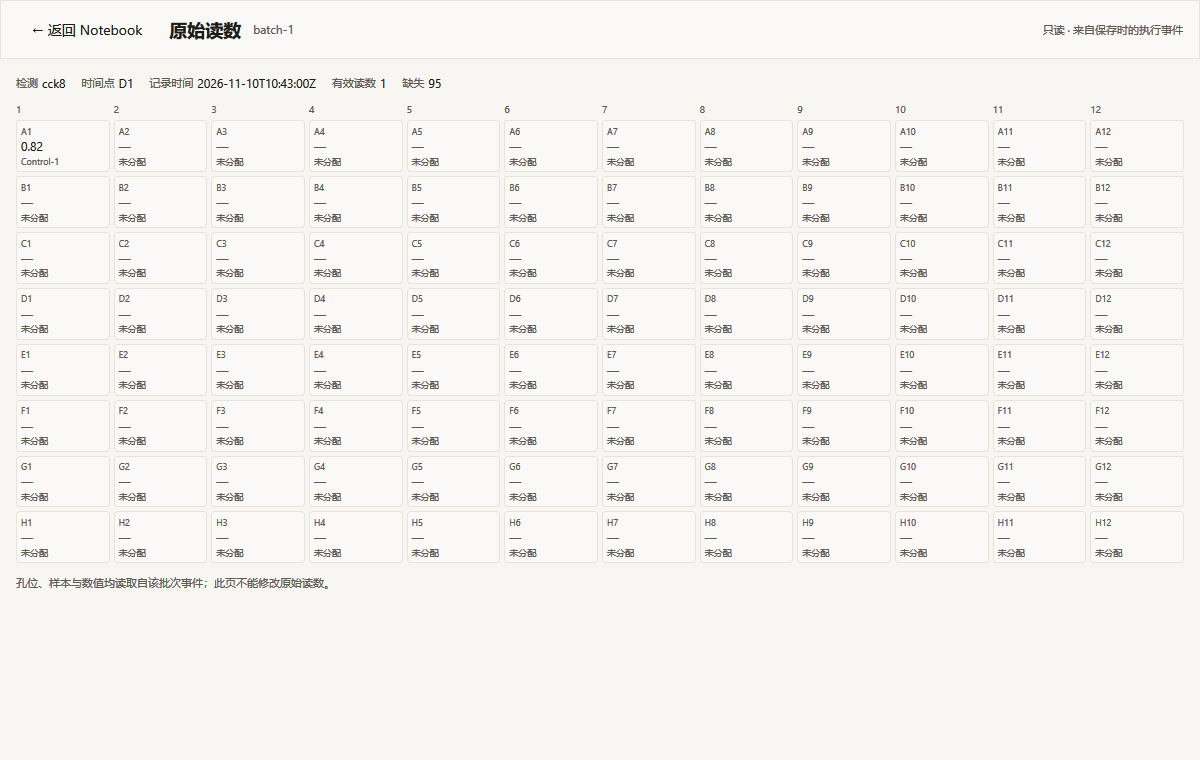 ← 返回 Notebook 原始读数 batch-1 只读 · 来自保存时的执行事件
检测 cck8 时间点 D1 记录时间 2026-11-10T10:43:00Z 有效读数 1 缺失 95
1 2 3 4 5 6 7 8 9 10 11 12
A1 A2 A3 A4 A5 A6 A7 A8 A9 A10 A11 A12
0.82 — — — — — — — — — — —
Control-1 未分配 未分配 未分配 未分配 未分配 未分配 未分配 未分配 未分配 未分配 未分配
B1 B2 B3 B4 B5 B6 B7 B8 B9 B10 B11 B12
— — — — — — — — — — — —
未分配 未分配 未分配 未分配 未分配 未分配 未分配 未分配 未分配 未分配 未分配 未分配
C1 C2 C3 C4 C5 C6 C7 C8 C9 C10 C11 C12
— — — — — — — — — — — —
未分配 未分配 未分配 未分配 未分配 未分配 未分配 未分配 未分配 未分配 未分配 未分配
D1 D2 D3 D4 D5 D6 D7 D8 D9 D10 D11 D12
— — — — — — — — — — — —
未分配 未分配 未分配 未分配 未分配 未分配 未分配 未分配 未分配 未分配 未分配 未分配
E1 E2 E3 E4 E5 E6 E7 E8 E9 E10 E11 E12
— — — — — — — — — — — —
未分配 未分配 未分配 未分配 未分配 未分配 未分配 未分配 未分配 未分配 未分配 未分配
F1 F2 F3 F4 F5 F6 F7 F8 F9 F10 F11 F12
— — — — — — — — — — — —
未分配 未分配 未分配 未分配 未分配 未分配 未分配 未分配 未分配 未分配 未分配 未分配
G1 G2 G3 G4 G5 G6 G7 G8 G9 G10 G11 G12
— — — — — — — — — — — —
未分配 未分配 未分配 未分配 未分配 未分配 未分配 未分配 未分配 未分配 未分配 未分配
H1 H2 H3 H4 H5 H6 H7 H8 H9 H10 H11 H12
— — — — — — — — — — — —
未分配 未分配 未分配 未分配 未分配 未分配 未分配 未分配 未分配 未分配 未分配 未分配
孔位、样本与数值均读取自该批次事件；此页不能修改原始读数。